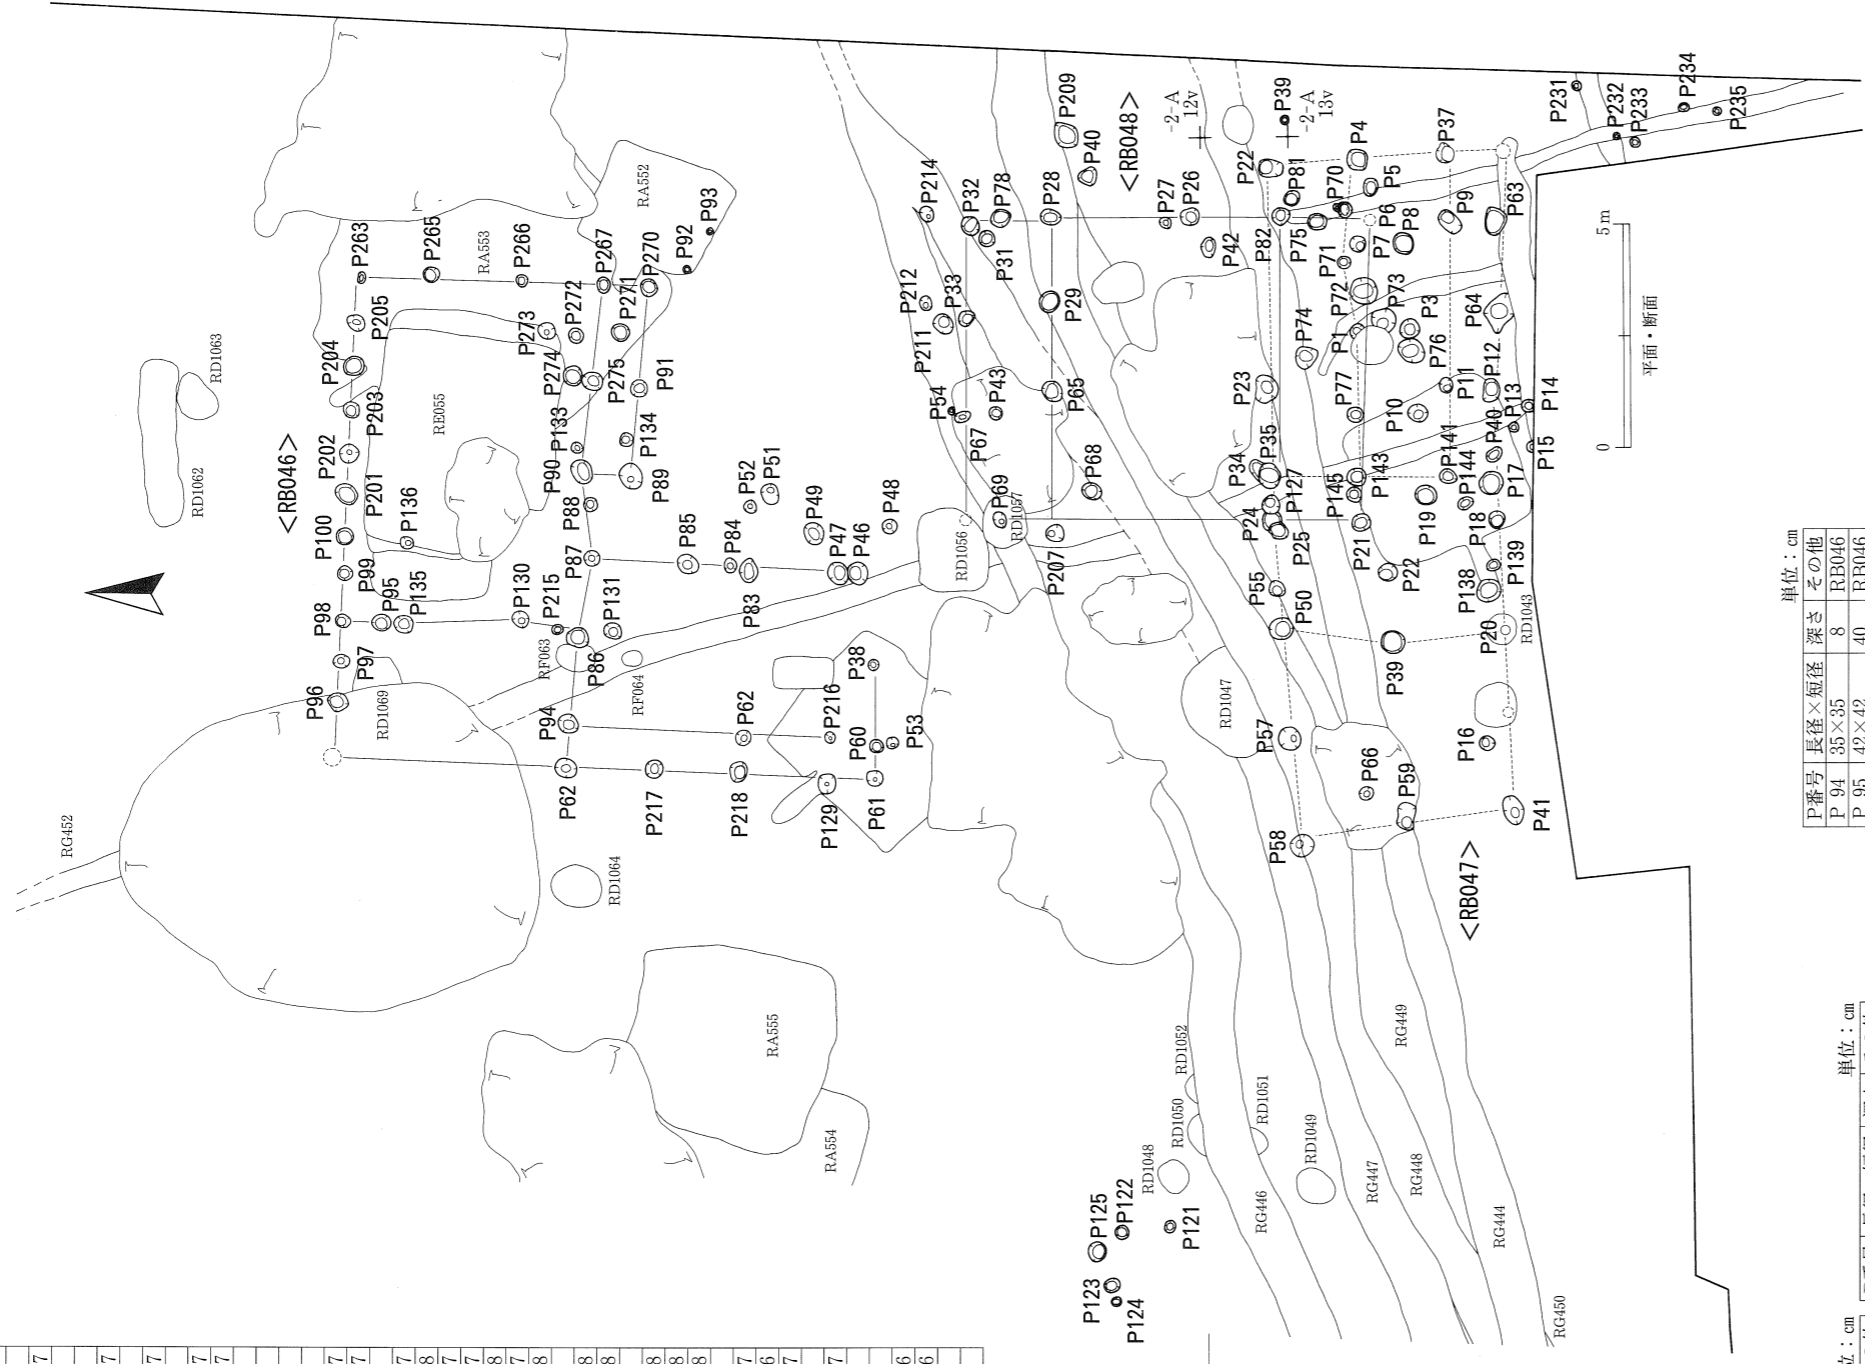 RG452
RD1069
RD1064
RA555
RA554
RD1062
RD1063
<RB046>
P96
P97
P98
P99
P100
P201
P202
P203
P204
P205
P263
P265
RA553
P266
P267
P270
P271
P272
P273
P274
P275
P91
RA552
P92
P93
RE055
P136
P95
P135
P130
P215
P131
P86
RF063
RF064
P87
P88
P90
P133
P134
P89
P94
P62
P217
P218
P129
P61
P62
P216
P60
P53
P38
P85
P84
P83
P52
P51
P49
P47
P46
P48
RD1056
RD1057
P69
P207
P68
P65
P67
P54
P43
P211
P212
P33
P214
P32
P78
P31
P28
P29
P209
P40
<RB048>
-2-A
12v
P39
-2-A
13v
P27
P26
P42
P22
P81
P82
P75
P70
P4
P5
P6
P7
P8
P9
P37
P63
P71
P72
P73
P74
P1
P3
P76
P64
P77
P10
P11
P12
P13
P14
P15
P40
P141
P144
P143
P145
P17
P18
P19
P21
P22
P23
P34
P35
P127
P24
P25
P55
P50
P39
P20
P138
P139
RD1043
P57
P58
P66
P59
P16
P41
<RB047>
RD1047
P231
P232
P233
P234
P235
0
5m
平面・断面
RD1052
RD1050
RD1051
RD1048
RD1049
P121
P122
P125
P123
P124
RG446
RG447
RG448
RG449
RG444
RG450
単位：cm
P番号 長径×短径 深さ その他
P 94 35×35 8 RB046
P 95 42×42 40 RB046
単位：cm